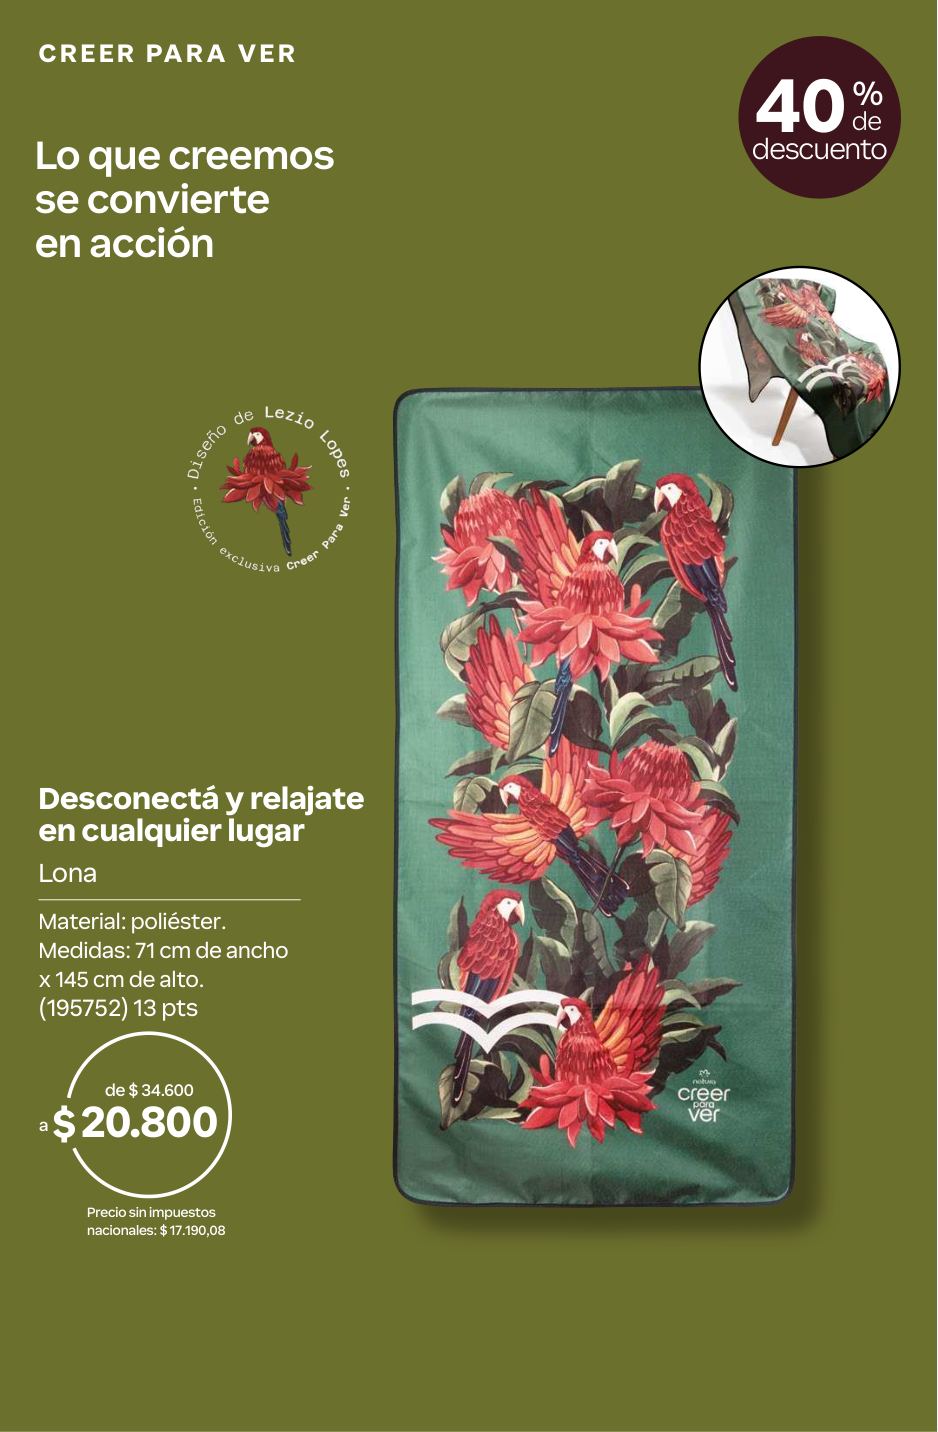 CREER PARA VER
40 %
de
descuento
Lo que creemos
se convierte
en acción
· Diseño de Lezio Lopes ·
Edición exclusiva Creer Para Ver
Desconectá y relajate
en cualquier lugar
Lona
Material: poliéster.
Medidas: 71 cm de ancho
x 145 cm de alto.
(195752) 13 pts
de $ 34.600
a $ 20.800
Precio sin impuestos
nacionales: $ 17.190,08
natura
creer
para
ver